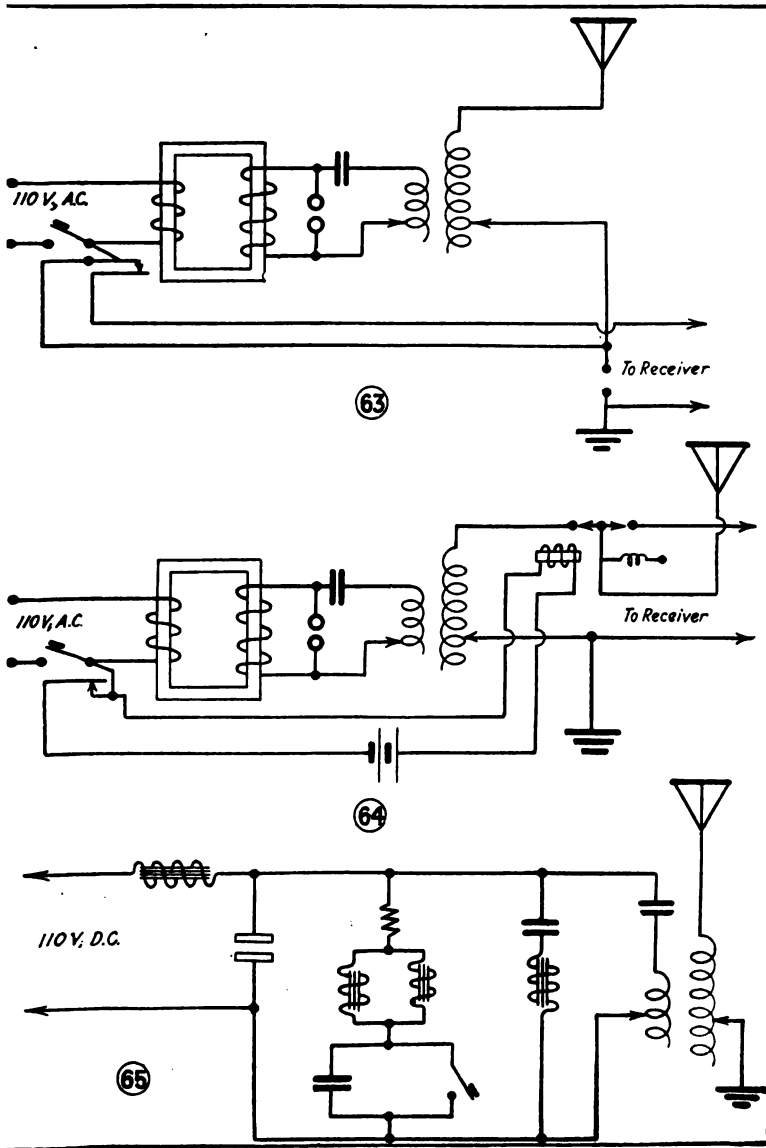 110 V, A.C.
To Receiver
63
110V, A.C.
To Receiver
64
110 V, D.C.
65